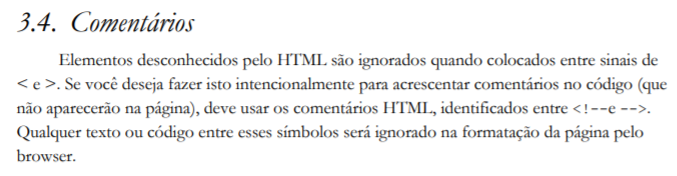 3.4. Comentários
Elementos desconhecidos pelo HTML são ignorados quando colocados entre sinais de
< e >. Se você deseja fazer isto intencionalmente para acrescentar comentários no código (que
não aparecerão na página), deve usar os comentários HTML, identificados entre <!--e -->.
Qualquer texto ou código entre esses símbolos será ignorado na formatação da página pelo
browser.